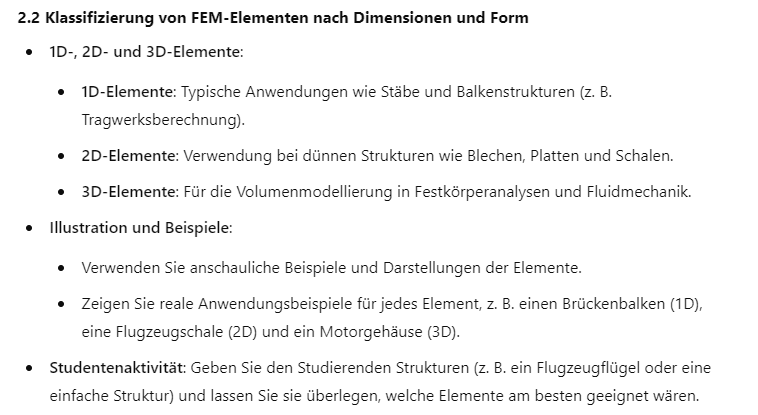 2.2 Klassifizierung von FEM-Elementen nach Dimensionen und Form
• 1D-, 2D- und 3D-Elemente:
• 1D-Elemente: Typische Anwendungen wie Stäbe und Balkenstrukturen (z. B.
Tragwerksberechnung).
• 2D-Elemente: Verwendung bei dünnen Strukturen wie Blechen, Platten und Schalen.
• 3D-Elemente: Für die Volumenmodellierung in Festkörperanalysen und Fluidmechanik.
• Illustration und Beispiele:
• Verwenden Sie anschauliche Beispiele und Darstellungen der Elemente.
• Zeigen Sie reale Anwendungsbeispiele für jedes Element, z. B. einen Brückenbalken (1D),
eine Flugzeugschale (2D) und ein Motorgehäuse (3D).
• Studentenaktivität: Geben Sie den Studierenden Strukturen (z. B. ein Flugzeugflügel oder eine
einfache Struktur) und lassen Sie sie überlegen, welche Elemente am besten geeignet wären.